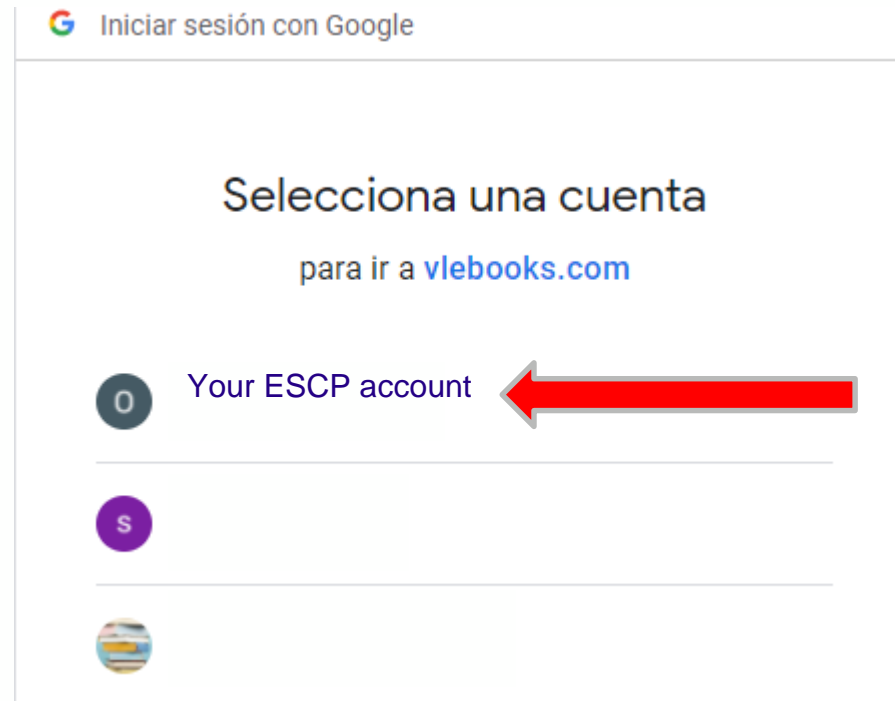 Iniciar sesión con Google
Selecciona una cuenta
para ir a vlebooks.com
O Your ESCP account
S